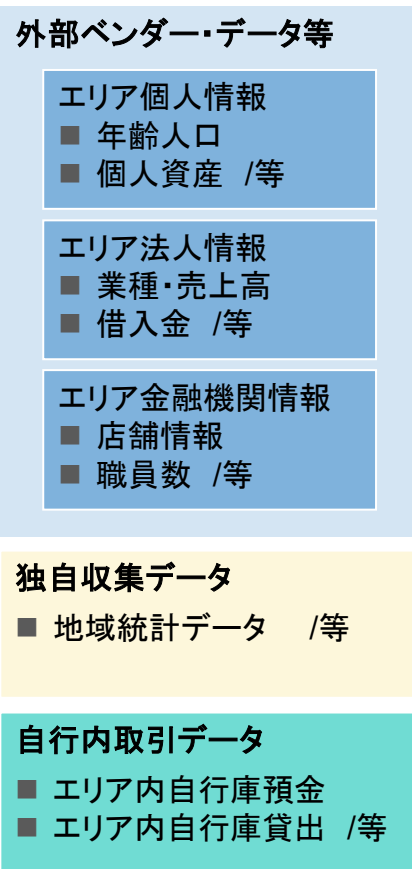 外部ベンダー・データ等
エリア個人情報
■ 年齢人口
■ 個人資産 /等
エリア法人情報
■ 業種・売上高
■ 借入金 /等
エリア金融機関情報
■ 店舗情報
■ 職員数 /等
独自収集データ
■ 地域統計データ /等
自行内取引データ
■ エリア内自行庫預金
■ エリア内自行庫貸出 /等